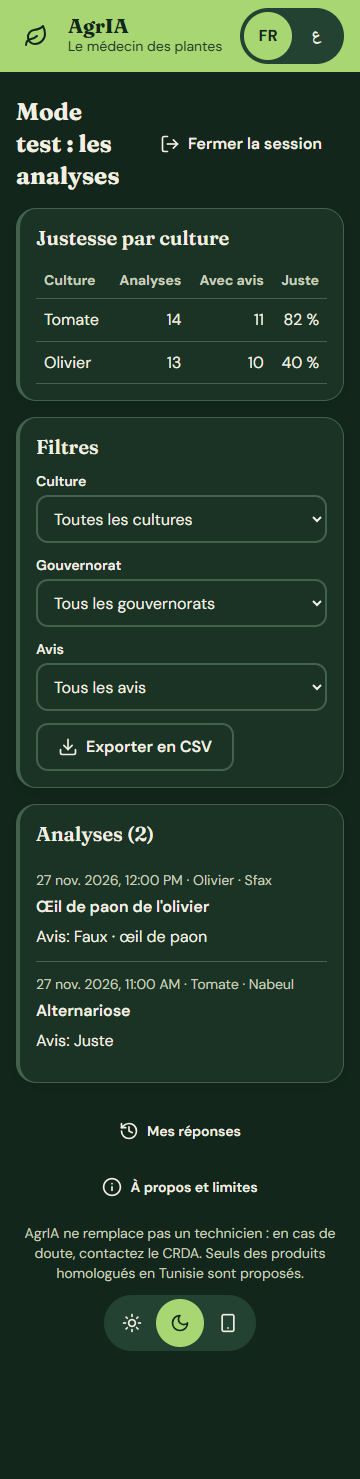 AgrIA
Le médecin des plantes
FR
ع
Mode
test : les
analyses
Fermer la session
Justesse par culture
Culture Analyses Avec avis Juste
Tomate 14 11 82 %
Olivier 13 10 40 %
Filtres
Culture
Toutes les cultures
Gouvernorat
Tous les gouvernorats
Avis
Tous les avis
Exporter en CSV
Analyses (2)
27 nov. 2026, 12:00 PM · Olivier · Sfax
Œil de paon de l'olivier
Avis: Faux · œil de paon
27 nov. 2026, 11:00 AM · Tomate · Nabeul
Alternariose
Avis: Juste
Mes réponses
À propos et limites
AgrIA ne remplace pas un technicien : en cas de
doute, contactez le CRDA. Seuls des produits
homologués en Tunisie sont proposés.